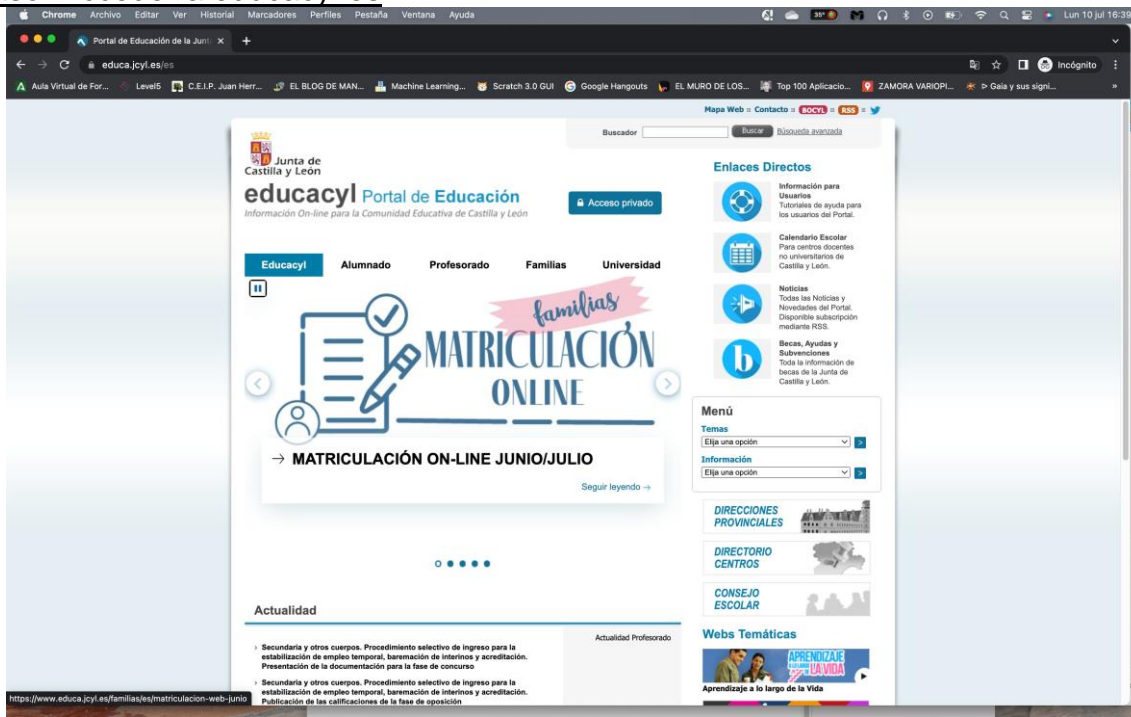 Chrome Archivo Editar Ver Historial Marcadores Perfiles Pestaña Ventana Ayuda
35°
Lun 10 jul 16:39
Portal de Educación de la Junt
educa.jcyl.es/es
Incógnito
Aula Virtual de For... Level5 C.E.I.P. Juan Herr... EL BLOG DE MAN... Machine Learning... Scratch 3.0 GUI Google Hangouts EL MURO DE LOS... Top 100 Aplicacio... ZAMORA VARIOPI... ⊳ Gaia y sus signi... »
Mapa Web :: Contacto :: BOCYL :: RSS ::
Buscador
Buscar
Búsqueda avanzada
Junta de
Castilla y León
educacyl Portal de Educación
Información On-line para la Comunidad Educativa de Castilla y León
Acceso privado
Educacyl Alumnado Profesorado Familias Universidad
familias
MATRICULACIÓN
ONLINE
→ MATRICULACIÓN ON-LINE JUNIO/JULIO
Seguir leyendo →
Actualidad
Secundaria y otros cuerpos. Procedimiento selectivo de ingreso para la
estabilización de empleo temporal, baremación de interinos y acreditación.
Presentación de la documentación para la fase de concurso
Actualidad Profesorado
Secundaria y otros cuerpos. Procedimiento selectivo de ingreso para la
estabilización de empleo temporal, baremación de interinos y acreditación.
Publicación de las calificaciones de la fase de oposición
Enlaces Directos
Información para
Usuarios
Tutoriales de ayuda para
los usuarios del Portal.
Calendario Escolar
Para centros docentes
no universitarios de
Castilla y León.
Noticias
Todas las Noticias y
Novedades del Portal.
Disponible subscripción
mediante RSS.
b
Becas, Ayudas y
Subvenciones
Toda la información de
becas de la Junta de
Castilla y León.
Menú
Temas
Elija una opción
>
Información
Elija una opción
>
DIRECCIONES
PROVINCIALES
DIRECTORIO
CENTROS
CONSEJO
ESCOLAR
Webs Temáticas
APRENDIZAJE
LA VIDA
Aprendizaje a lo largo de la Vida
https://www.educa.jcyl.es/familias/es/matriculacion-web-junio